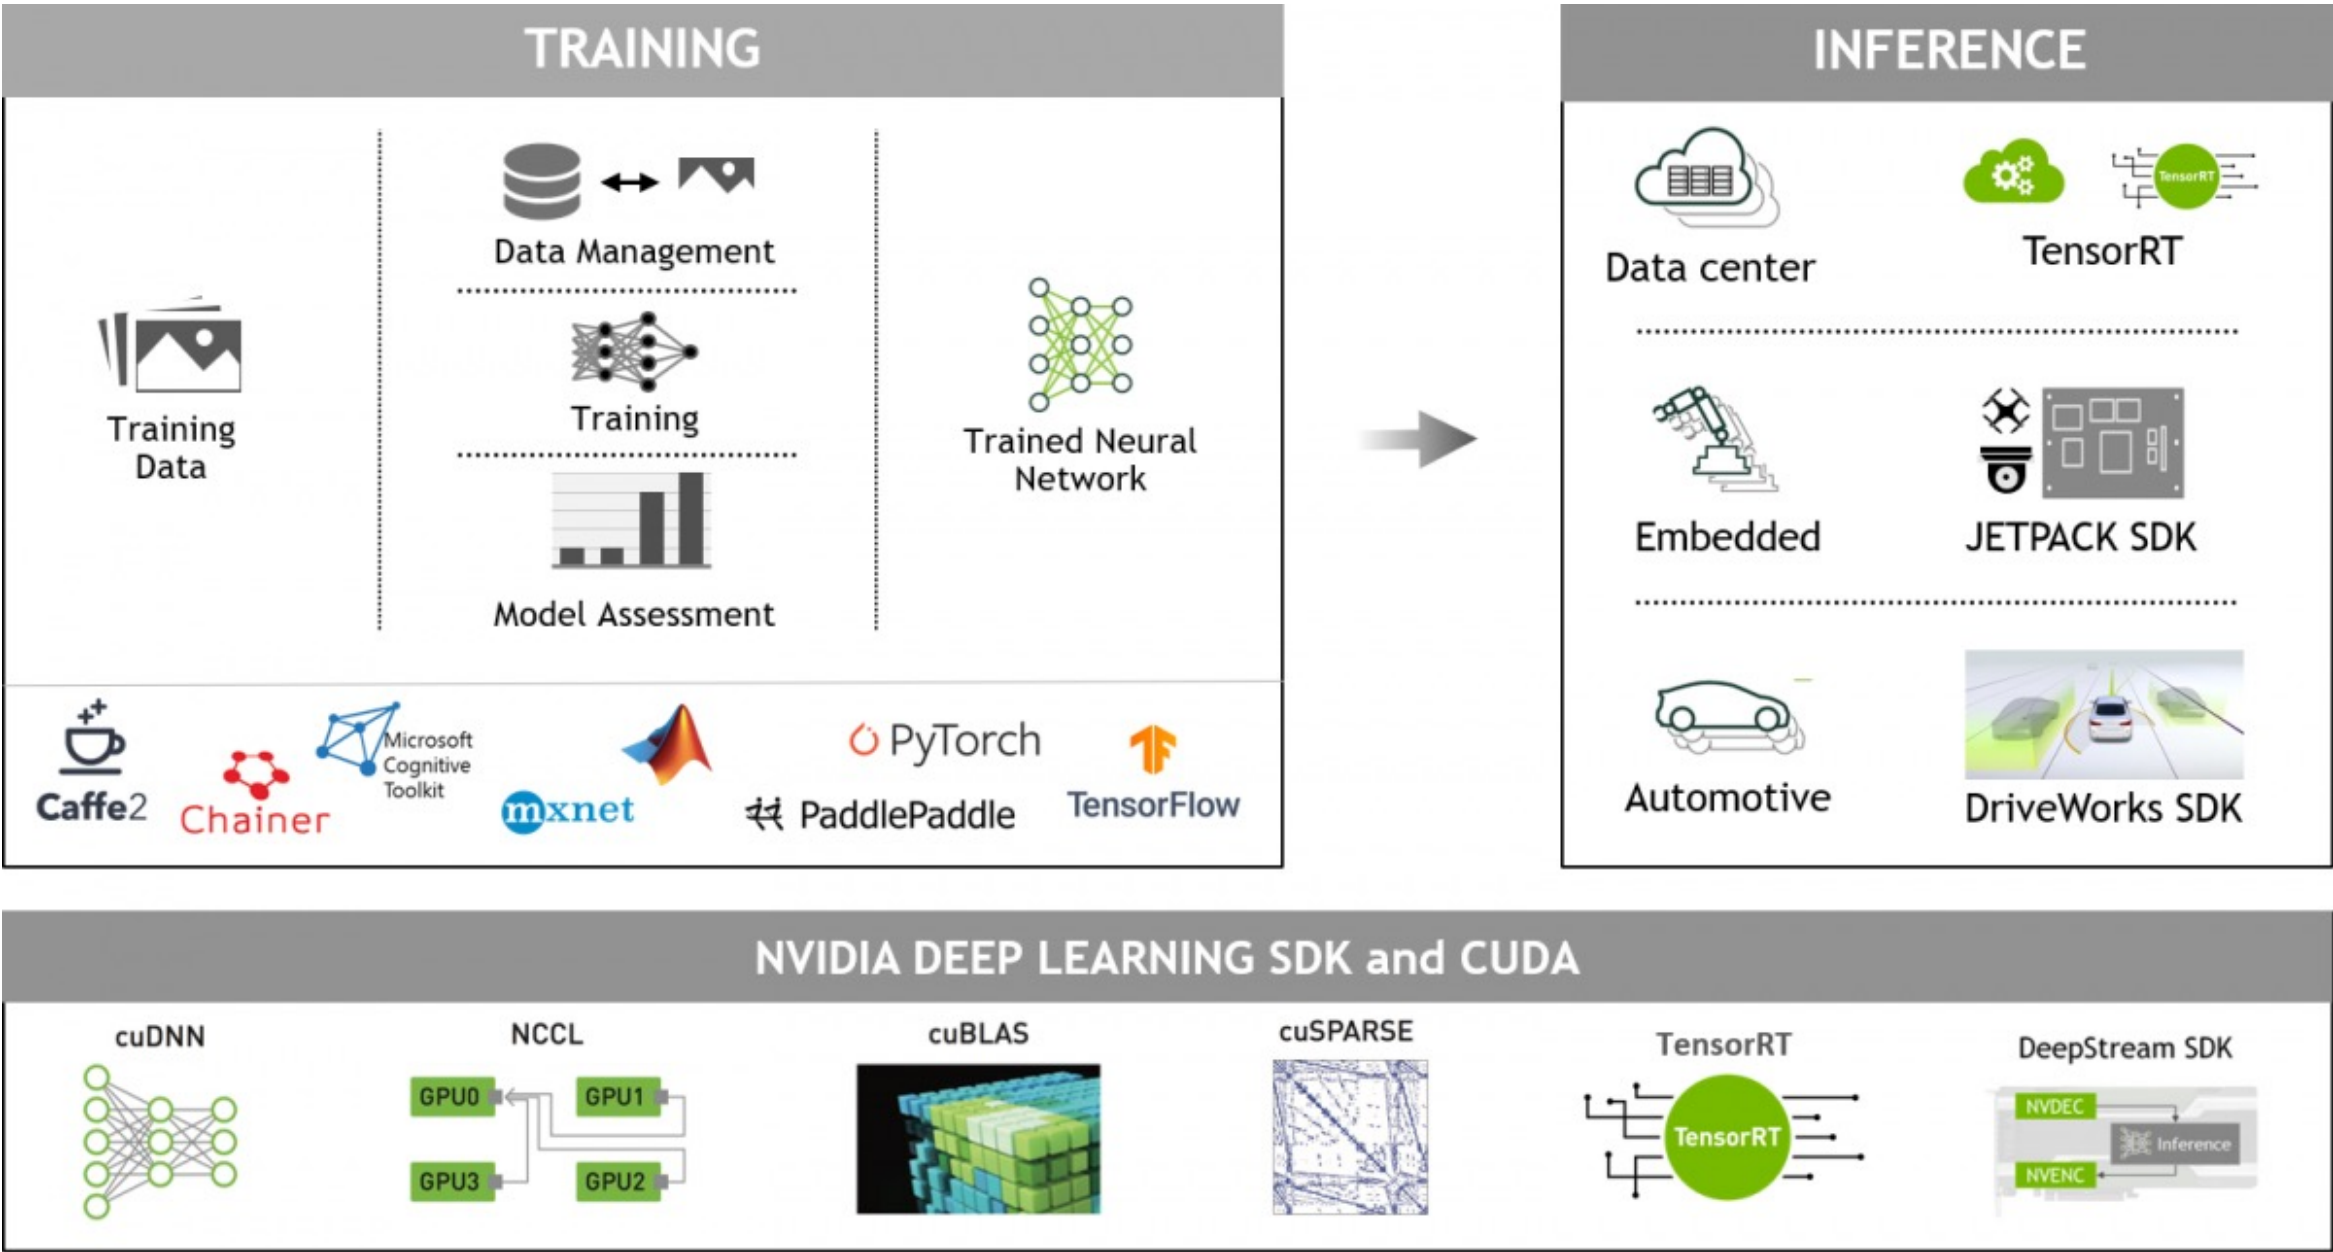 TRAINING
Data Management
Training
Data
Training
Model Assessment
Trained Neural
Network
Caffe2
Chainer
Microsoft
Cognitive
Toolkit
mxnet
PyTorch
PaddlePaddle
TensorFlow
INFERENCE
Data center
TensorRT
TensorRT
Embedded
JETPACK SDK
Automotive
DriveWorks SDK
NVIDIA DEEP LEARNING SDK and CUDA
cuDNN
NCCL
GPU0
GPU1
GPU3
GPU2
cuBLAS
cuSPARSE
TensorRT
TensorRT
DeepStream SDK
NVDEC
Inference
NVENC